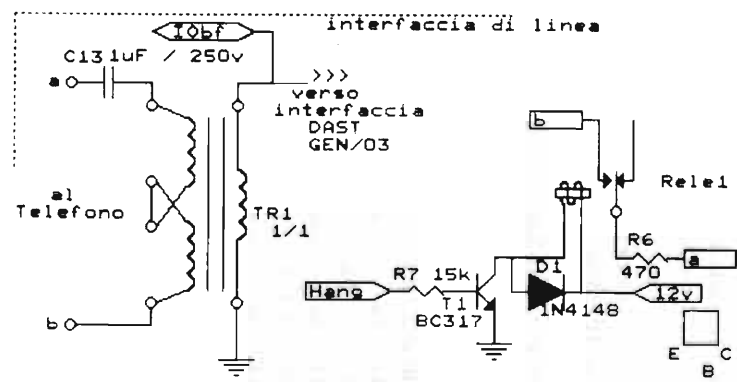 interfaccia di linea
I0bf
C13 1uF / 250v
a
>>>
verso
interfaccia
DAST
GEN/03
b
Rele1
al
Telefono
TR1
1/1
R6
470
a
R7 15k
D1
Hang
T1
BC317
1N4148
12v
b
E
C
B